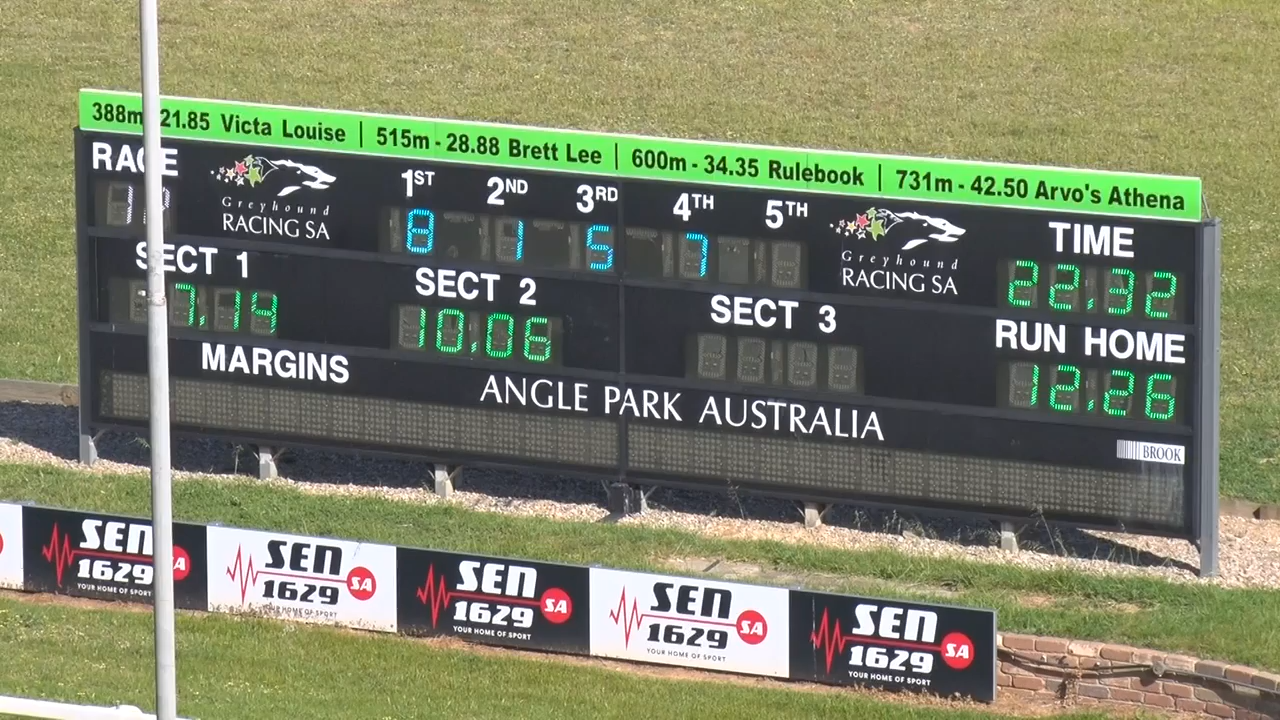 388m 21.85 Victa Louise | 515m - 28.88 Brett Lee | 600m - 34.35 Rulebook | 731m - 42.50 Arvo's Athena
RACE
Greyhound
RACING SA
1ST 2ND 3RD 4TH 5TH
8 1 5 7
Greyhound
RACING SA
TIME
22.32
SECT 1
7.14
SECT 2
10.06
SECT 3
RUN HOME
12.26
MARGINS
ANGLE PARK AUSTRALIA
BROOK
SEN
1629
SA
YOUR HOME OF SPORT
SEN
1629
SA
YOUR HOME OF SPORT
SEN
1629
SA
YOUR HOME OF SPORT
SEN
1629
SA
YOUR HOME OF SPORT
SEN
1629
SA
YOUR HOME OF SPORT